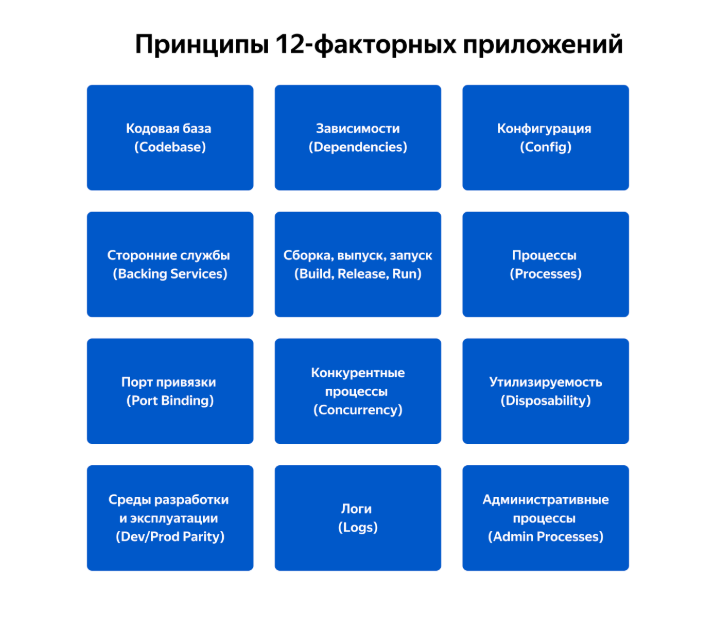 Принципы 12-факторных приложений
Кодовая база
(Codebase)
Зависимости
(Dependencies)
Конфигурация
(Config)
Сторонние службы
(Backing Services)
Сборка, выпуск, запуск
(Build, Release, Run)
Процессы
(Processes)
Порт привязки
(Port Binding)
Конкурентные
процессы
(Concurrency)
Утилизируемость
(Disposability)
Среды разработки
и эксплуатации
(Dev/Prod Parity)
Логи
(Logs)
Административные
процессы
(Admin Processes)